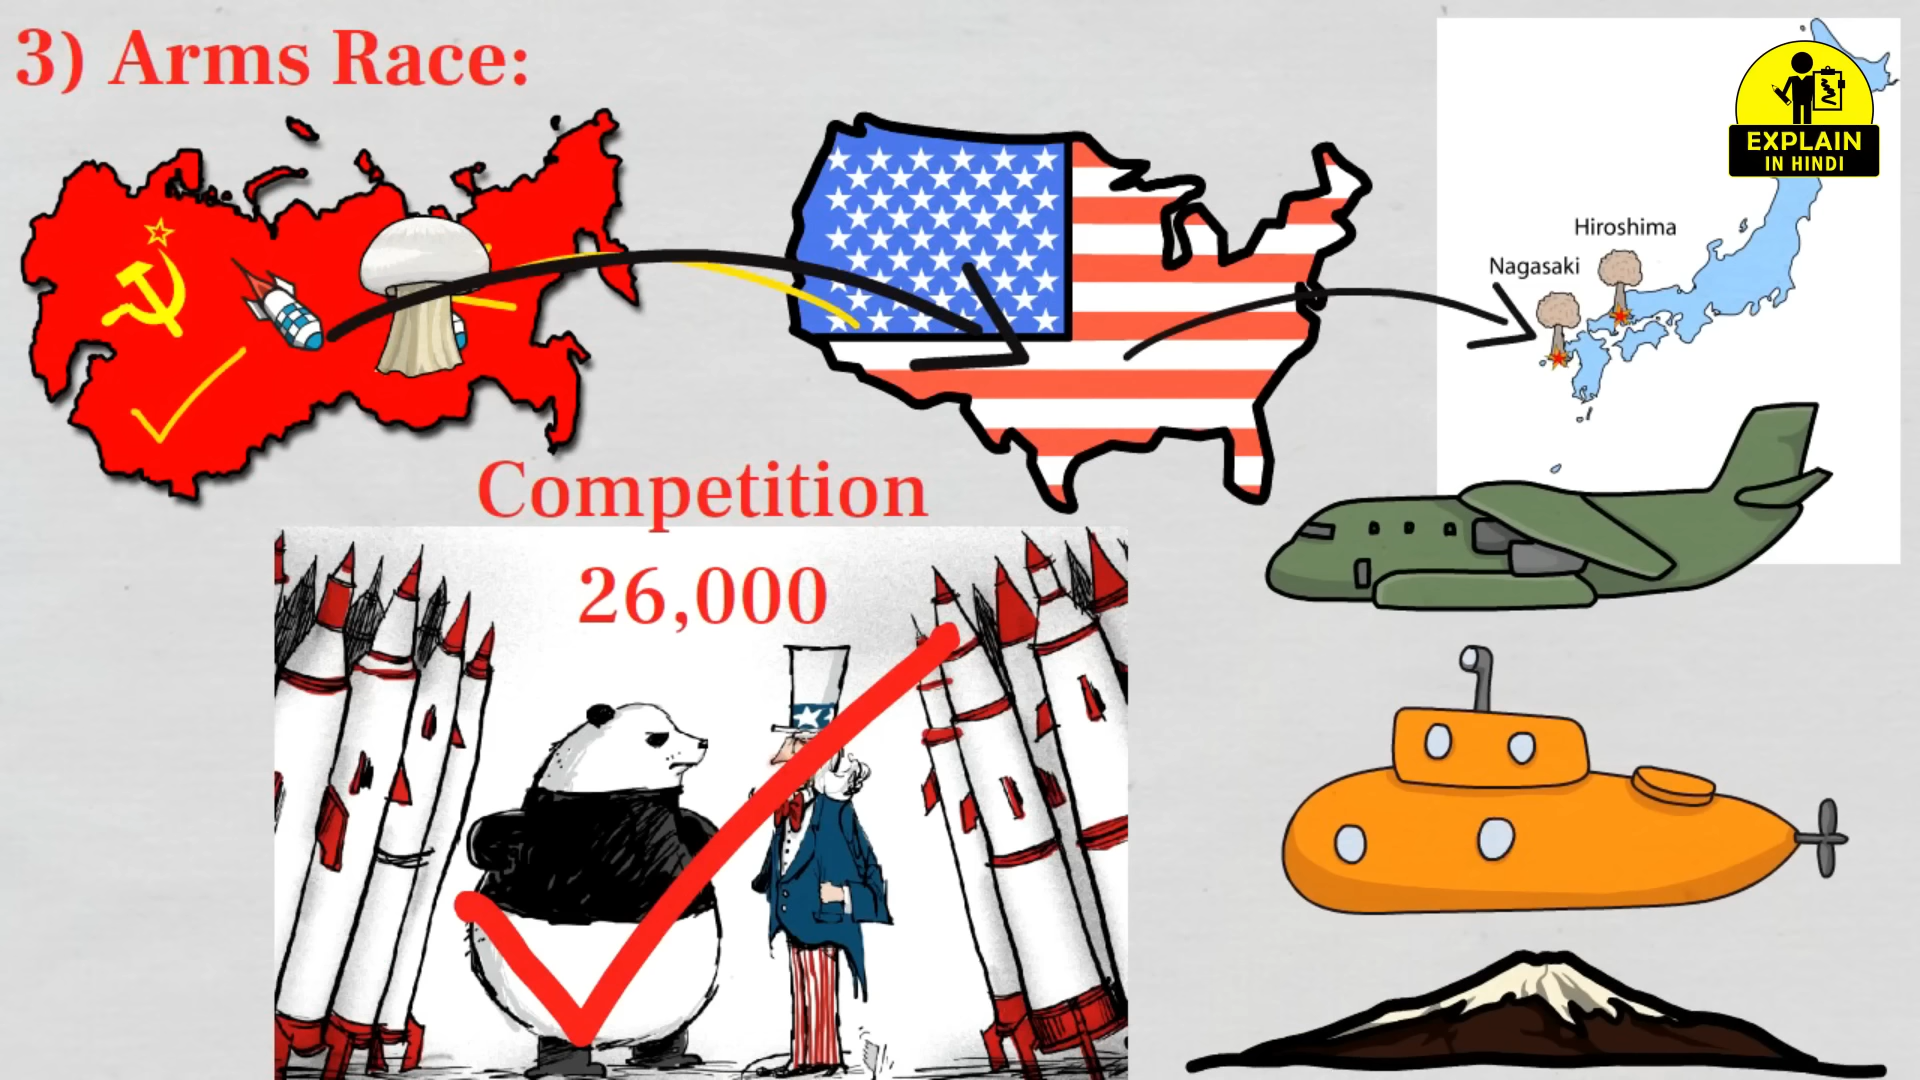 3) Arms Race:
EXPLAIN
IN HINDI
Hiroshima
Nagasaki
Competition
26,000